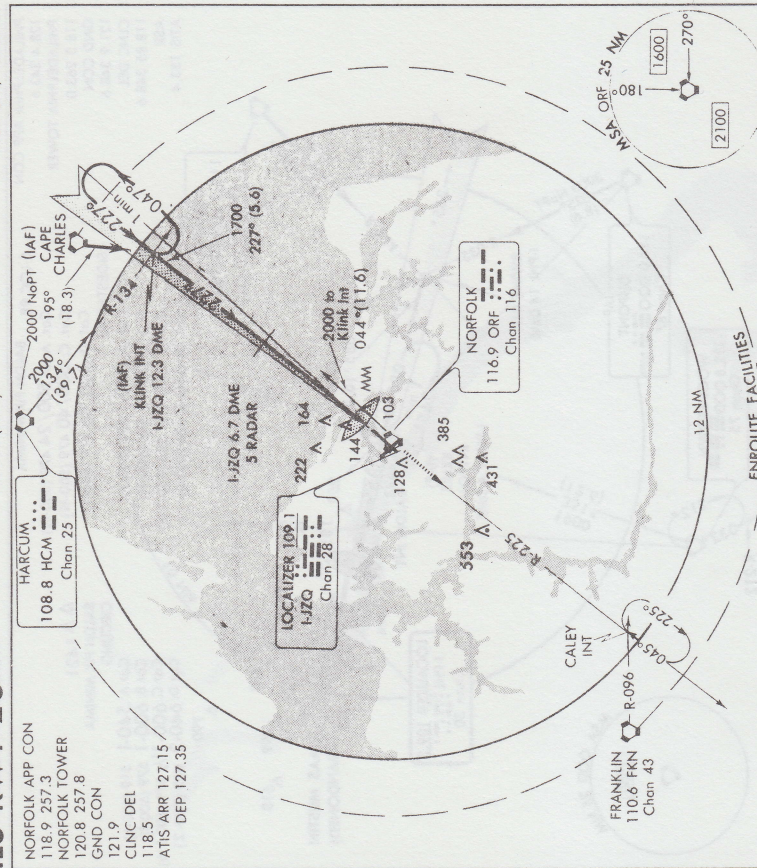 NORFOLK APP CON
118.9 257.3
NORFOLK TOWER
120.8 257.8
GND CON
121.9
CLNC DEL
118.5
ATIS ARR 127.15
DEP 127.35
HARCUM
108.8 HCM
Chan 25
2000
134°
(39.7)
R-134
2000 NoPT (IAF)
195° CAPE
(18.3) CHARLES
227°
1 min
047°
(IAF)
KLINK INT
I-JZQ 12.3 DME
1700
227° (5.6)
227°
I-JZQ 6.7 DME
5 RADAR
2000 to
Klink Int
044° (11.6)
MM
LOCALIZER 109.1
I-JZQ
Chan 28
NORFOLK
116.9 ORF
Chan 116
222
164
144
103
128
385
431
553
R-225
CALEY
INT
045°
225°
R-096
FRANKLIN
110.6 FKN
Chan 43
12 NM
ENROUTE FACILITIES
MSA ORF 25 NM
180°
1600
270°
2100